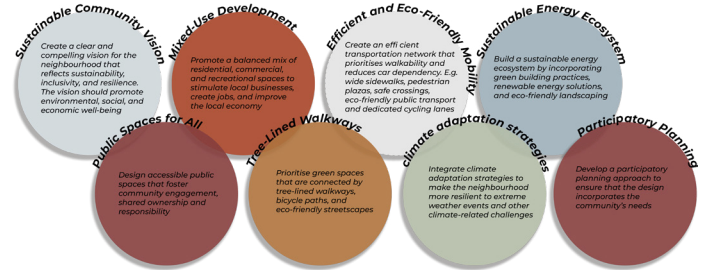 Sustainable Community Vision
Create a clear and
compelling vision for the
neighbourhood that
reflects sustainability,
inclusivity, and resilience.
The vision should promote
environmental, social, and
economic well-being
Mixed-Use Development
Promote a balanced mix of
residential, commercial,
and recreational spaces to
stimulate local businesses,
create jobs, and improve
the local economy
Efficient and Eco-Friendly Mobility
Create an effi cient
transportation network that
prioritises walkability and
reduces car dependency. E.g.
wide sidewalks, pedestrian
plazas, safe crossings,
eco-friendly public transport
and dedicated cycling lanes
Sustainable Energy Ecosystem
Build a sustainable energy
ecosystem by incorporating
green building practices,
renewable energy solutions,
and eco-friendly landscaping
Public Spaces for All
Design accessible public
spaces that foster
community engagement,
shared ownership and
responsibility
Tree-Lined Walkways
Prioritise green spaces
that are connected by
tree-lined walkways,
bicycle paths, and
eco-friendly streetscapes
climate adaptation strategies
Integrate climate
adaptation strategies to
make the neighbourhood
more resilient to extreme
weather events and other
climate-related challenges
Participatory Planning
Develop a participatory
planning approach to
ensure that the design
incorporates the
community's needs